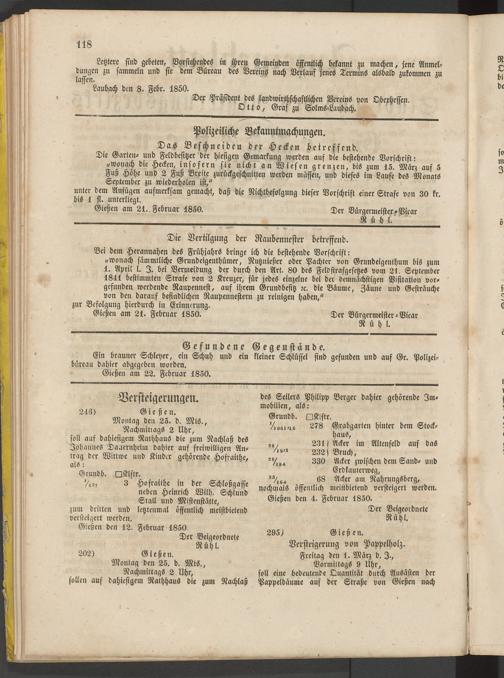 118
Letztere sind gebeten, Vorstehendes in ihren Gemeinden öffentlich bekannt zu machen, jene Anmel-
dungen zu sammeln und sie dem Büreau des Vereins nach Verlauf jenes Termins alsbald zukommen zu
lassen.
Laubach den 8. Febr. 1850.
Der Präsident des landwirthschaftlichen Vereins von Oberhessen.
Otto, Graf zu Solms-Laubach.
Polizeiliche Bekanntmachungen.
Das Beschneiden der Hecken betreffend.
Die Garten- und Feldbesitzer der hiesigen Gemarkung werden auf die bestehende Vorschrift:
„wonach die Hecken, insofern sie nicht an Wiesen grenzen, bis zum 15. März auf 5
Fuß Höhe und 2 Fuß Breite zurückgeschnitten werden müssen, und dieses im Laufe des Monats
September zu wiederholen ist,“
unter dem Anfügen aufmerksam gemacht, daß die Nichtbefolgung dieser Vorschrift einer Strafe von 30 kr.
bis 1 fl. unterliegt.
Gießen am 21. Februar 1850.
Der Bürgermeister-Vicar
Rühl.
Die Vertilgung der Raubennester betreffend.
Bei dem Herannahen des Frühjahrs bringe ich die bestehende Vorschrift:
„wonach sämmtliche Grundeigenthümer, Nutznießer oder Pachter von Grundeigenthum bis zum
1. April l. J. bei Vermeidung der durch den Art. 80 des Feldstrafgesetzes vom 21. September
1841 bestimmten Strafe von 2 Kreuzer, für jedes einzelne bei der demnächstigen Visitation vor-
gefunden werdende Raupennest, auf ihrem Grundbesitz ꝛc. die Bäume, Zäune und Gesträuche
von den darauf befindlichen Raupennestern zu reinigen haben,“
zur Befolgung hierdurch in Erinnerung.
Gießen am 21. Februar 1850.
Der Bürgermeister-Vicar
Rühl.
Gefundene Gegenstände.
Ein brauner Schleyer, ein Schuh und ein kleiner Schlüssel sind gefunden und auf Gr. Polizei-
büreau dahier abgegeben worden.
Gießen am 22. Februar 1850.
Versteigerungen.
246) Gießen.
Montag den 25. d. Mts.,
Nachmittags 2 Uhr,
soll auf dahiesigem Rathhaus die zum Nachlaß des
Johannes Dauernheim dahier auf freiwilligen An-
trag der Wittwe und Kinder gehörende Hofraithe,
als:
Grundb. □Klftr.
3 Hofraithe in der Schloßgasse
neben Heinrich Wilh. Schlund
Stall und Miststätte,
zum dritten und letztenmal öffentlich meistbietend
versteigert werden.
Gießen den 12. Februar 1850.
Der Beigeordnete
Rühl.
202) Gießen.
Montag den 25. d. Mts.,
Nachmittags 2 Uhr,
sollen auf dahiesigem Rathhaus die zum Nachlaß
des Seilers Philipp Berger dahier gehörende Im-
mobilien, als:
Grundb. □Klftr.
278 Grabgarten hinter dem Stock-
haus,
231) Acker im Altenfeld auf das
232) Bruch,
330 Acker zwischen dem Sand- und
Erdkauterweg,
68 Acker am Nahrungsberg,
nochmals öffentlich meistbietend versteigert werden.
Gießen den 4. Februar 1850.
Der Beigeordnete
Rühl.
295) Gießen.
Versteigerung von Pappelholz.
Freitag den 1. März d. J.,
Vormittags 9 Uhr,
soll eine bedeutende Quantität durch Ausästen der
Pappelbäume auf der Straße von Gießen nach